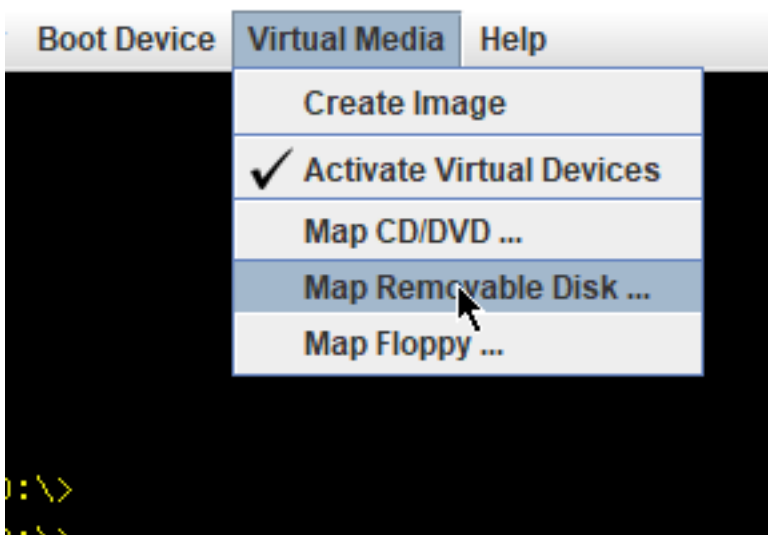 Boot Device Virtual Media Help
Create Image
Activate Virtual Devices
Map CD/DVD ...
Map Removable Disk ...
Map Floppy ...
:\>